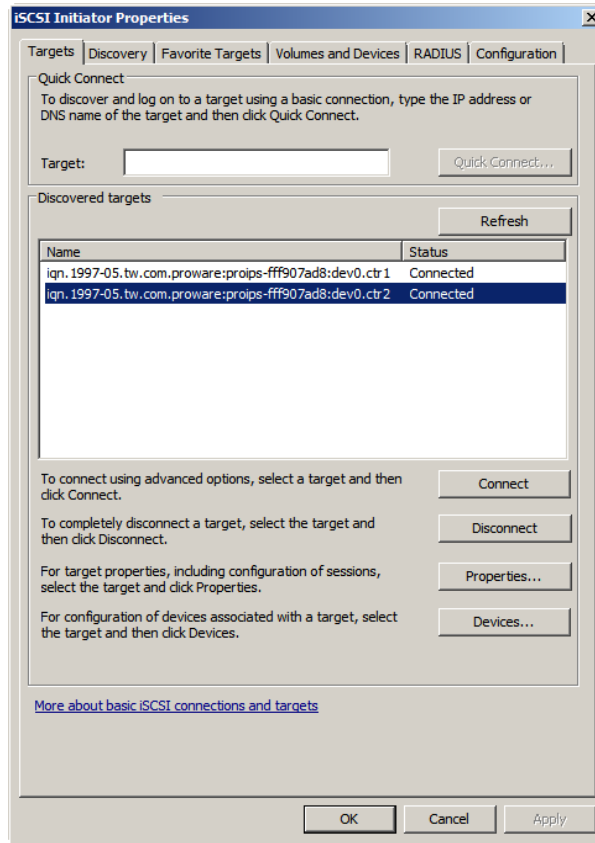 iSCSI Initiator Properties
Targets Discovery Favorite Targets Volumes and Devices RADIUS Configuration
Quick Connect
To discover and log on to a target using a basic connection, type the IP address or
DNS name of the target and then click Quick Connect.
Target: Quick Connect...
Discovered targets
Refresh
Name Status
iqn.1997-05.tw.com.proware:proips-fff907ad8:dev0.ctr1 Connected
iqn.1997-05.tw.com.proware:proips-fff907ad8:dev0.ctr2 Connected
To connect using advanced options, select a target and then
click Connect.
Connect
To completely disconnect a target, select the target and
then click Disconnect.
Disconnect
For target properties, including configuration of sessions,
select the target and click Properties.
Properties...
For configuration of devices associated with a target, select
the target and then click Devices.
Devices...
More about basic iSCSI connections and targets
OK Cancel Apply